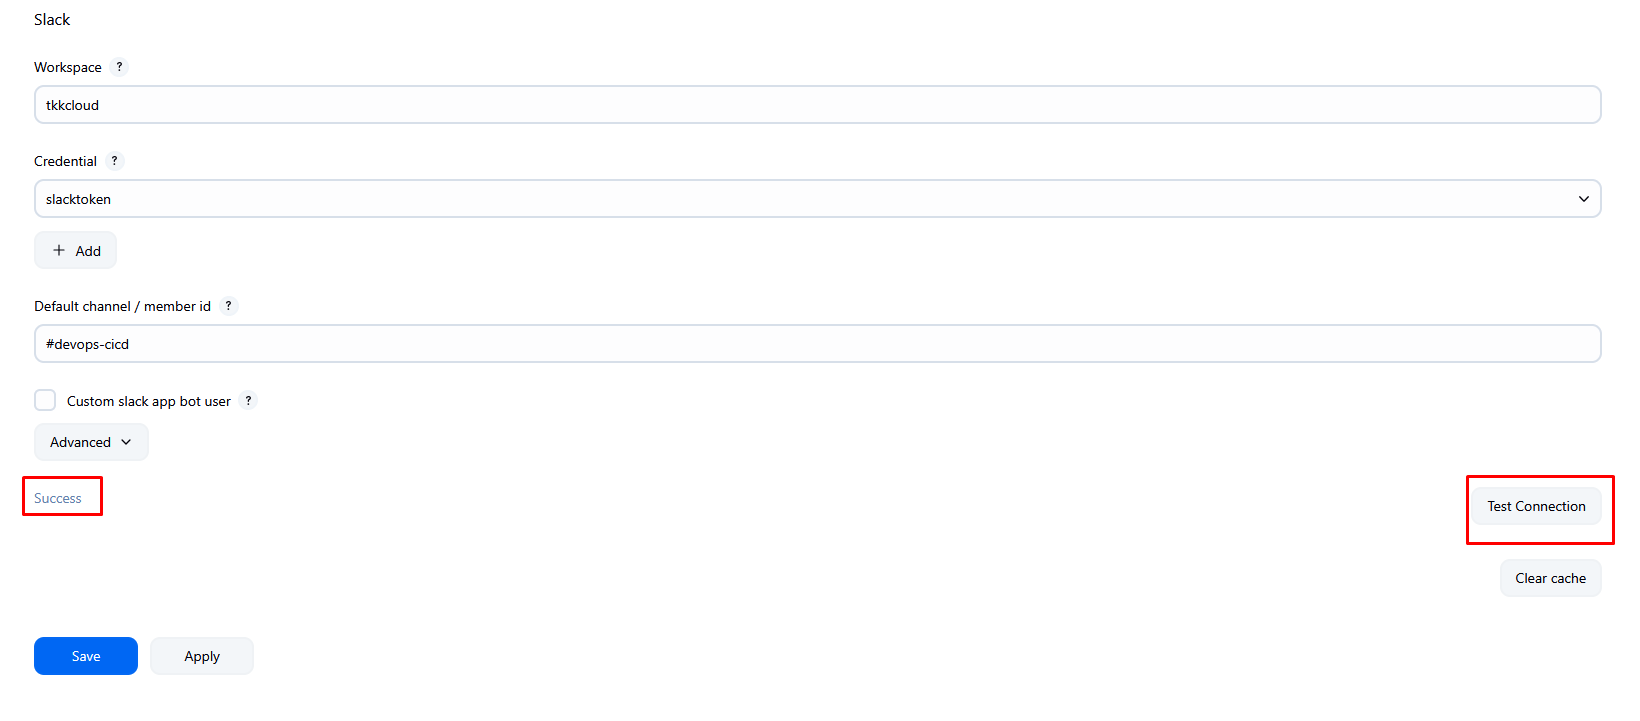 Slack
Workspace ?
tkkcloud
Credential ?
slacktoken
+ Add
Default channel / member id ?
#devops-cicd
Custom slack app bot user ?
Advanced
Success
Test Connection
Clear cache
Save Apply